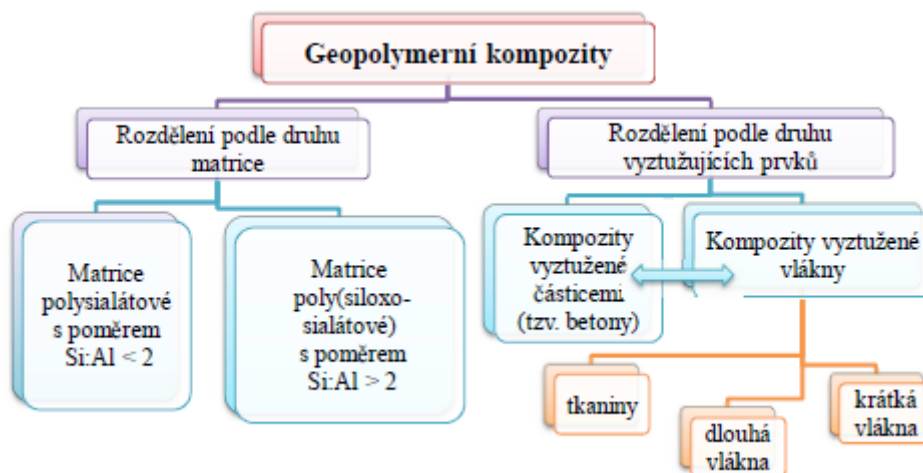 Geopolymerní kompozity
Rozdělení podle druhu
matrice
Rozdělení podle druhu
vyztužujících prvků
Matrice
polysialátové
s poměrem
Si:Al < 2
Matrice
poly(siloxo-
sialátové)
s poměrem
Si:Al > 2
Kompozity
vyztužené
částicemi
(tzv. betony)
Kompozity vyztužené
vlákny
tkaniny
dlouhá
vlákna
krátká
vlákna